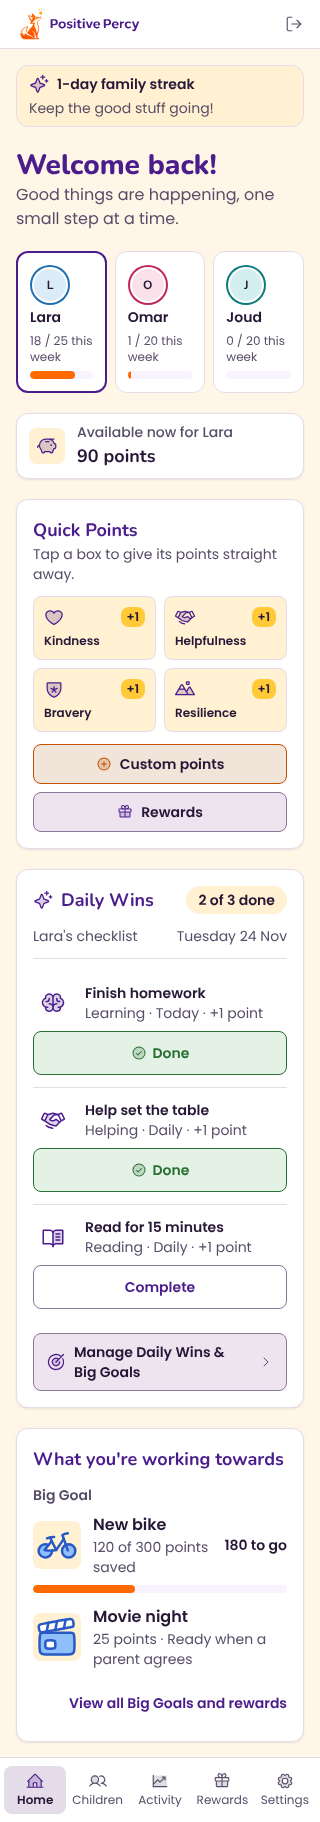 Positive Percy
1-day family streak
Keep the good stuff going!
Welcome back!
Good things are happening, one
small step at a time.
L
Lara
18 / 25 this
week
O
Omar
1 / 20 this
week
J
Joud
0 / 20 this
week
Available now for Lara
90 points
Quick Points
Tap a box to give its points straight
away.
+1
Kindness
+1
Helpfulness
+1
Bravery
+1
Resilience
Custom points
Rewards
Daily Wins
2 of 3 done
Lara's checklist
Tuesday 24 Nov
Finish homework
Learning · Today · +1 point
Done
Help set the table
Helping · Daily · +1 point
Done
Read for 15 minutes
Reading · Daily · +1 point
Complete
Manage Daily Wins &
Big Goals
What you're working towards
Big Goal
New bike
120 of 300 points
saved
180 to go
Movie night
25 points · Ready when a
parent agrees
View all Big Goals and rewards
Home
Children
Activity
Rewards
Settings